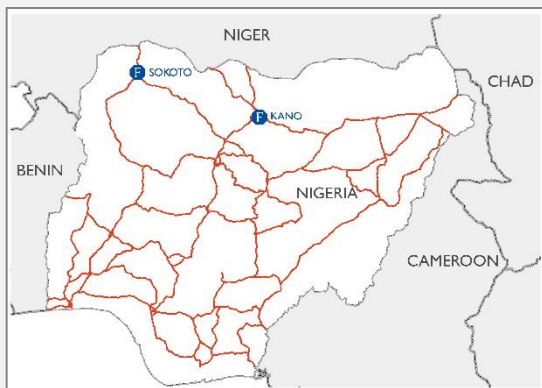 NIGER
F SOKOTO
CHAD
F KANO
BENIN
NIGERIA
CAMEROON